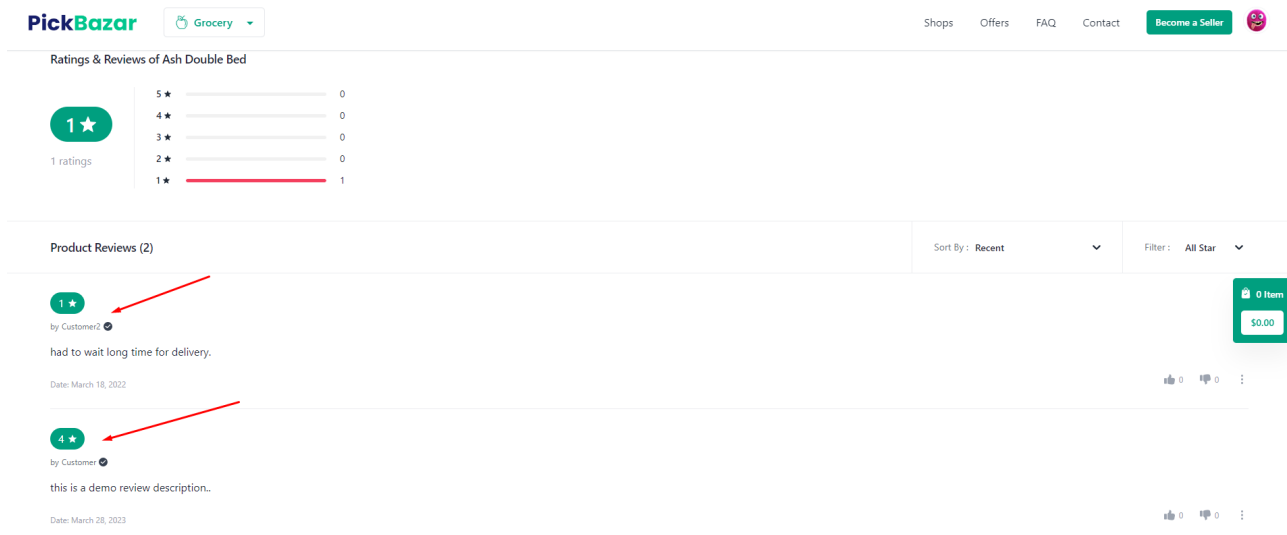 PickBazar
Grocery
Shops Offers FAQ Contact Become a Seller
Ratings & Reviews of Ash Double Bed
1
1 ratings
5 0
4 0
3 0
2 0
1 1
Product Reviews (2)
Sort By : Recent
Filter : All Star
0 Item
$0.00
1
by Customer2
had to wait long time for delivery.
Date: March 18, 2022
0 0
4
by Customer
this is a demo review description..
Date: March 28, 2023
0 0